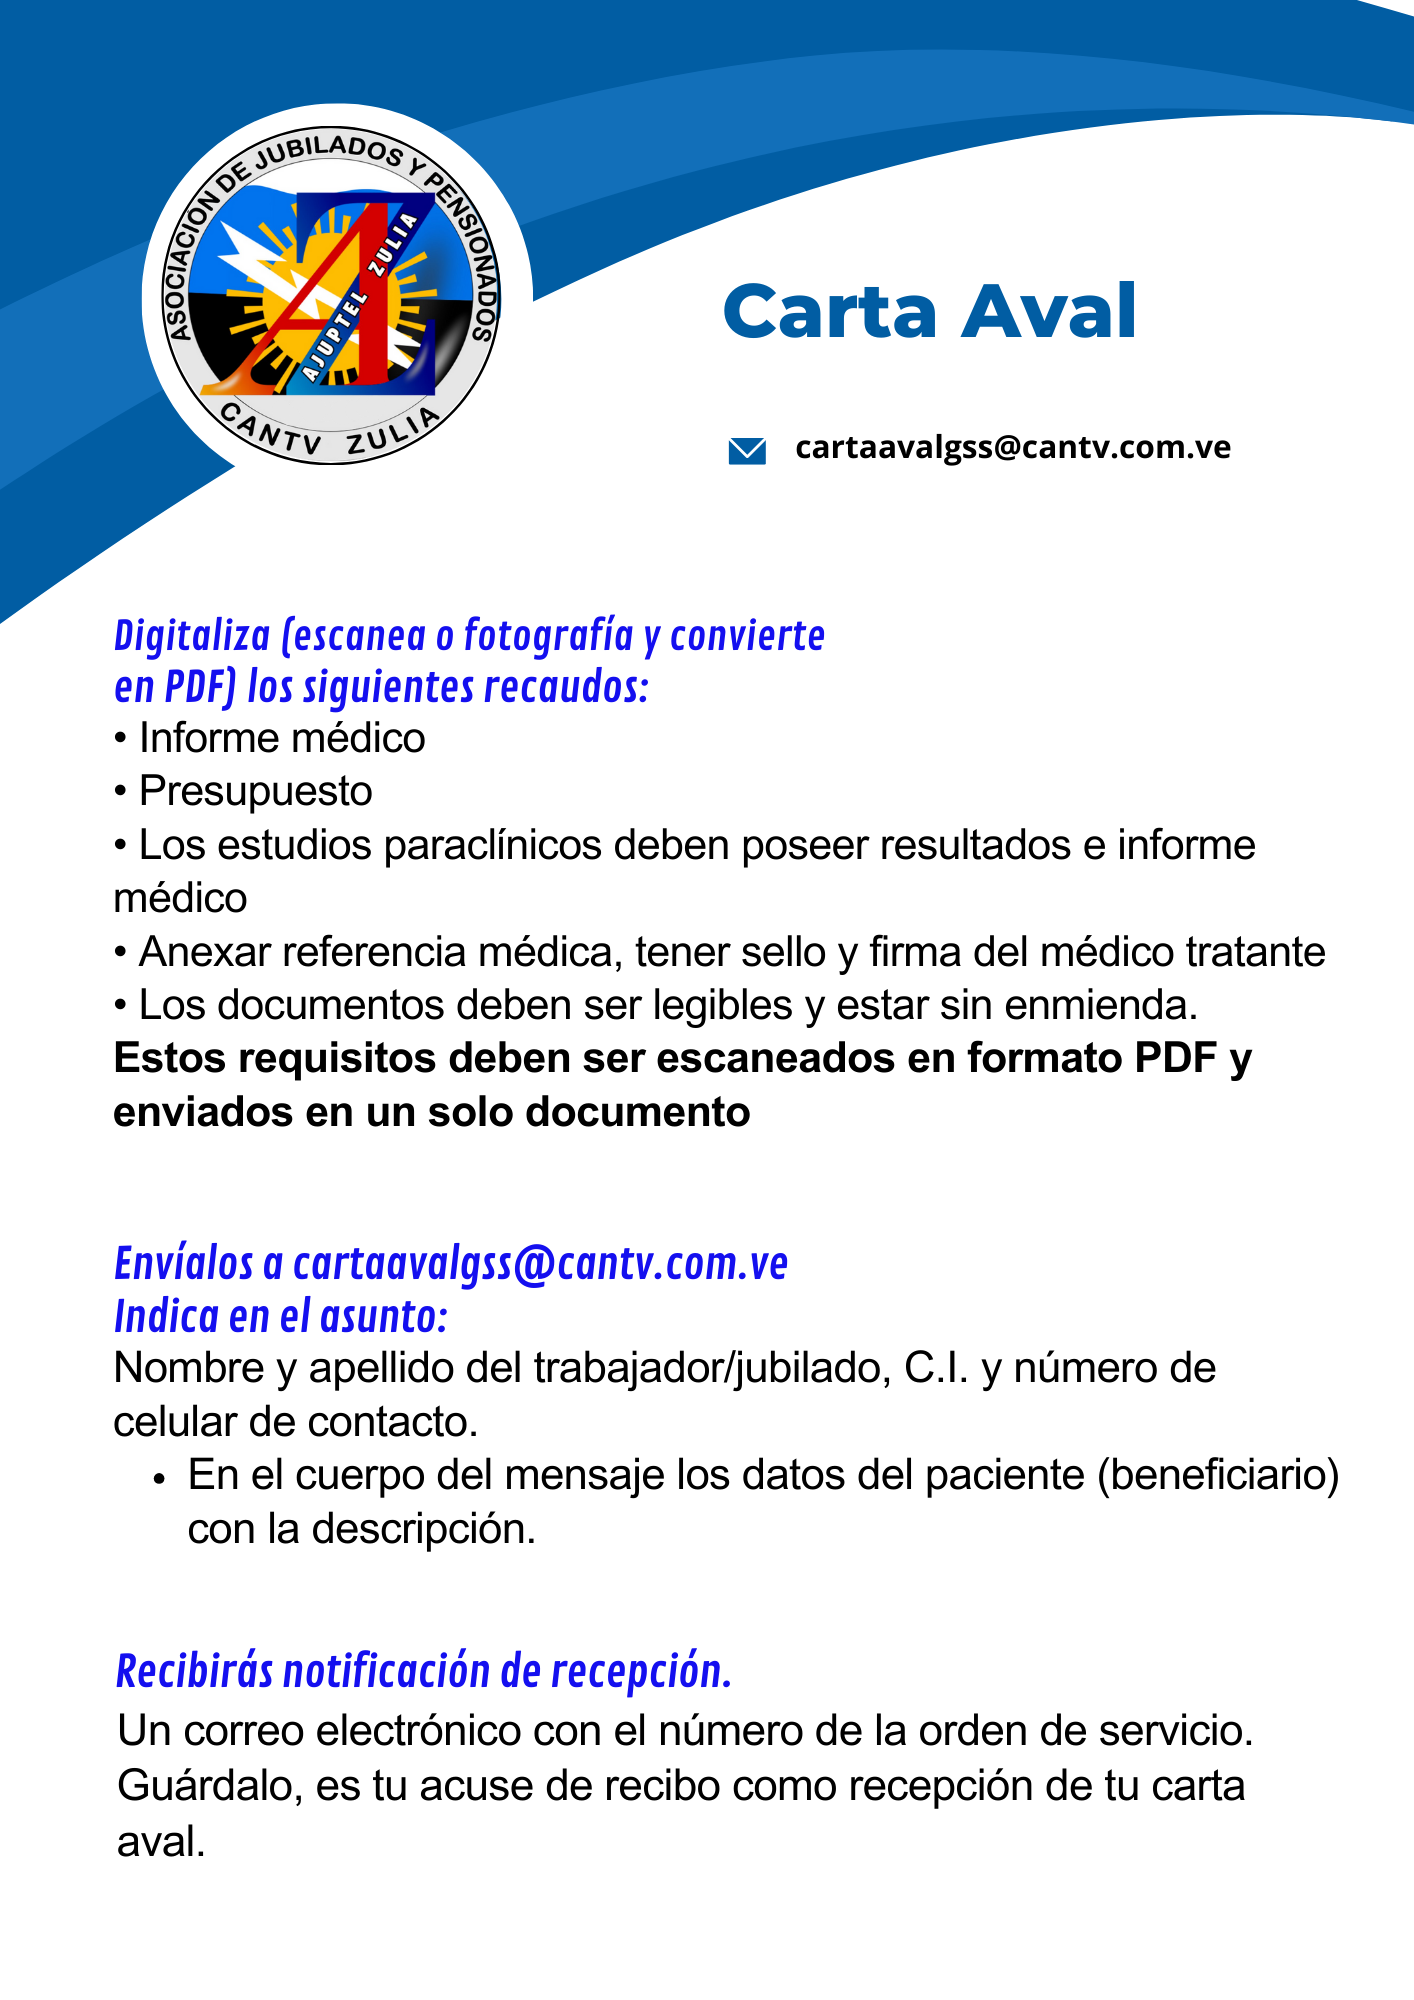 ASOCIACIÓN DE JUBILADOS Y PENSIONADOS
AJUPTEL ZULIA
CANTV ZULIA
Carta Aval
cartaavalgss@cantv.com.ve
Digitaliza (escanea o fotografía y convierte
en PDF) los siguientes recaudos:
• Informe médico
• Presupuesto
• Los estudios paraclínicos deben poseer resultados e informe
médico
• Anexar referencia médica, tener sello y firma del médico tratante
• Los documentos deben ser legibles y estar sin enmienda.
Estos requisitos deben ser escaneados en formato PDF y
enviados en un solo documento
Envíalos a cartaavalgss@cantv.com.ve
Indica en el asunto:
Nombre y apellido del trabajador/jubilado, C.I. y número de
celular de contacto.
• En el cuerpo del mensaje los datos del paciente (beneficiario)
con la descripción.
Recibirás notificación de recepción.
Un correo electrónico con el número de la orden de servicio.
Guárdalo, es tu acuse de recibo como recepción de tu carta
aval.